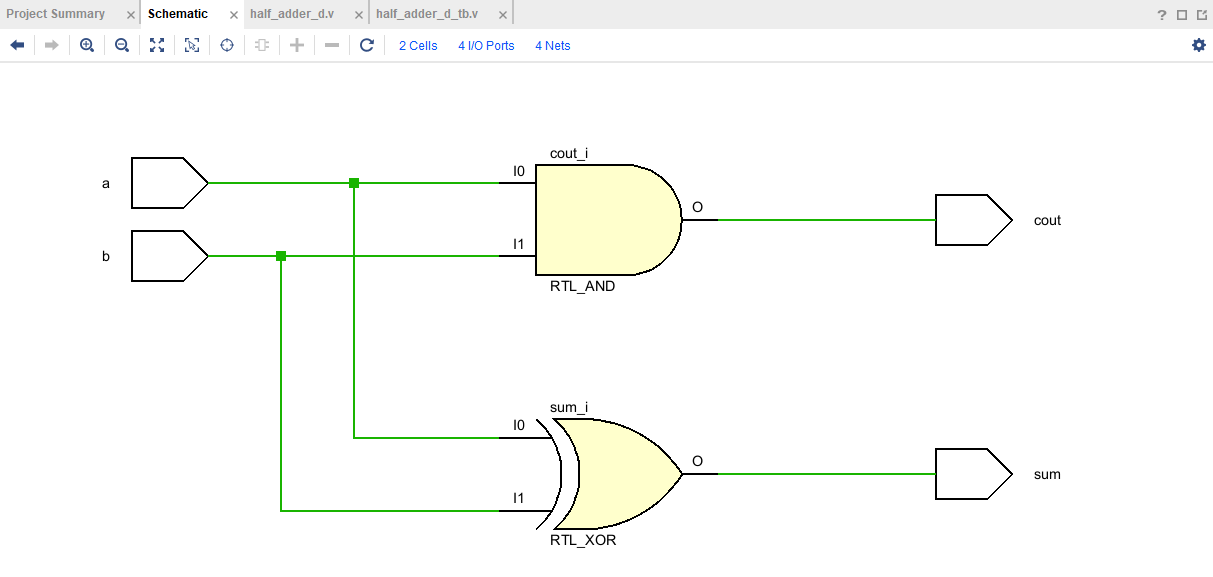 Project Summary × Schematic × half_adder_d.v × half_adder_d_tb.v × ?
2 Cells 4 I/O Ports 4 Nets
cout_i
a I0
O
cout
b I1
RTL_AND
sum_i
I0
O
sum
I1
RTL_XOR